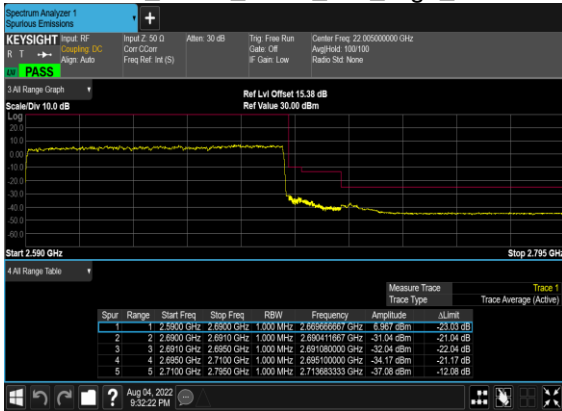 Spectrum Analyzer 1
Spurious Emissions
+
KEYSIGHT Input: RF Input Z: 50 Ω Atten: 30 dB Trig: Free Run Center Freq: 22.005000000 GHz
R T Coupling: DC Corr CCorr Gate: Off Avg|Hold: 100/100
Align: Auto Freq Ref: Int (S) IF Gain: Low Radio Std: None
PASS
3 All Range Graph
Ref Lvl Offset 15.38 dB
Scale/Div 10.0 dB Ref Value 30.00 dBm
Log
20.0
10.0
0.00
-10.0
-20.0
-30.0
-40.0
-50.0
-60.0
Start 2.590 GHz Stop 2.795 GHz
4 All Range Table
Measure Trace Trace 1
Trace Type Trace Average (Active)
Spur Range Start Freq Stop Freq RBW Frequency Amplitude ΔLimit
1 1 2.5900 GHz 2.6900 GHz 1.000 MHz 2.669666667 GHz 6.967 dBm -23.03 dB
2 2 2.6900 GHz 2.6910 GHz 1.000 MHz 2.690411667 GHz -31.04 dBm -21.04 dB
3 3 2.6910 GHz 2.6950 GHz 1.000 MHz 2.691080000 GHz -32.04 dBm -22.04 dB
4 4 2.6950 GHz 2.7100 GHz 1.000 MHz 2.695100000 GHz -34.17 dBm -21.17 dB
5 5 2.7100 GHz 2.7950 GHz 1.000 MHz 2.713683333 GHz -37.08 dBm -12.08 dB
? Aug 04, 2022
9:32:22 PM